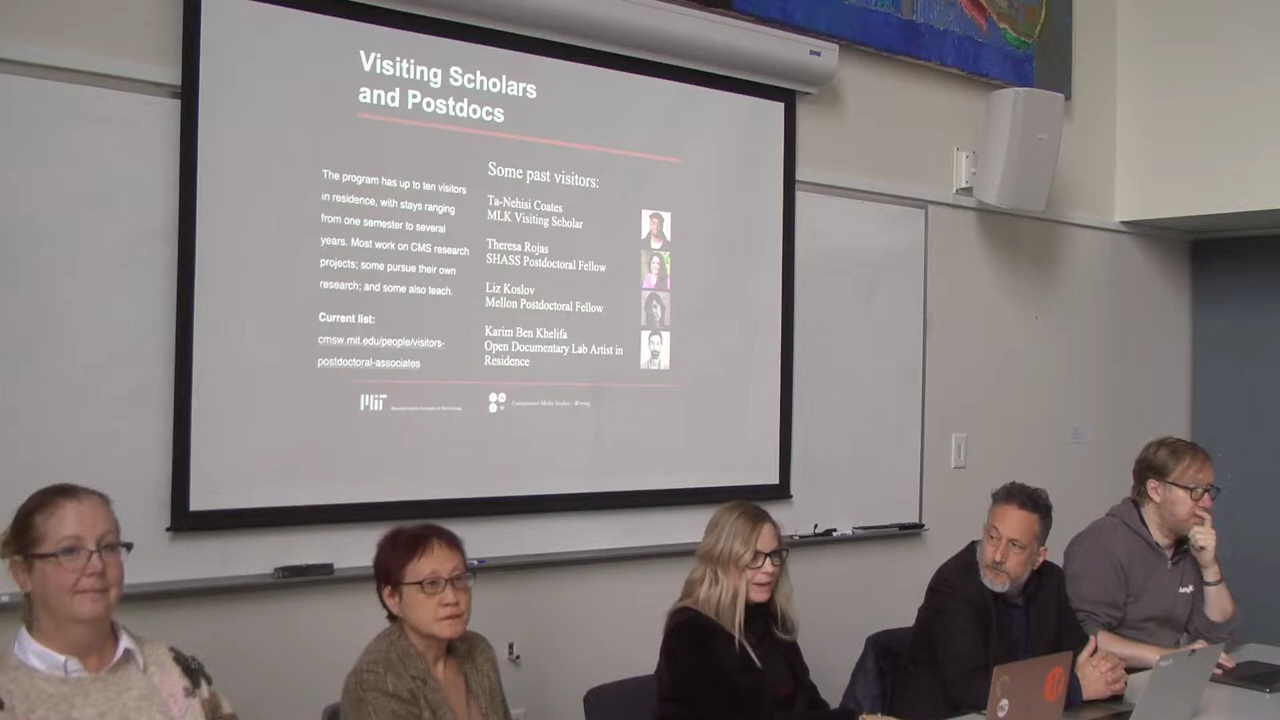 Visiting Scholars
and Postdocs
The program has up to ten visitors
in residence, with stays ranging
from one semester to several
years. Most work on CMS research
projects; some pursue their own
research; and some also teach.
Current list:
cmsw.mit.edu/people/visitors-
postdoctoral-associates
Some past visitors:
Ta-Nehisi Coates
MLK Visiting Scholar
Theresa Rojas
SHASS Postdoctoral Fellow
Liz Koslov
Mellon Postdoctoral Fellow
Karim Ben Khelifa
Open Documentary Lab Artist in
Residence
MIT
Massachusetts Institute of Technology
Comparative Media Studies | Writing